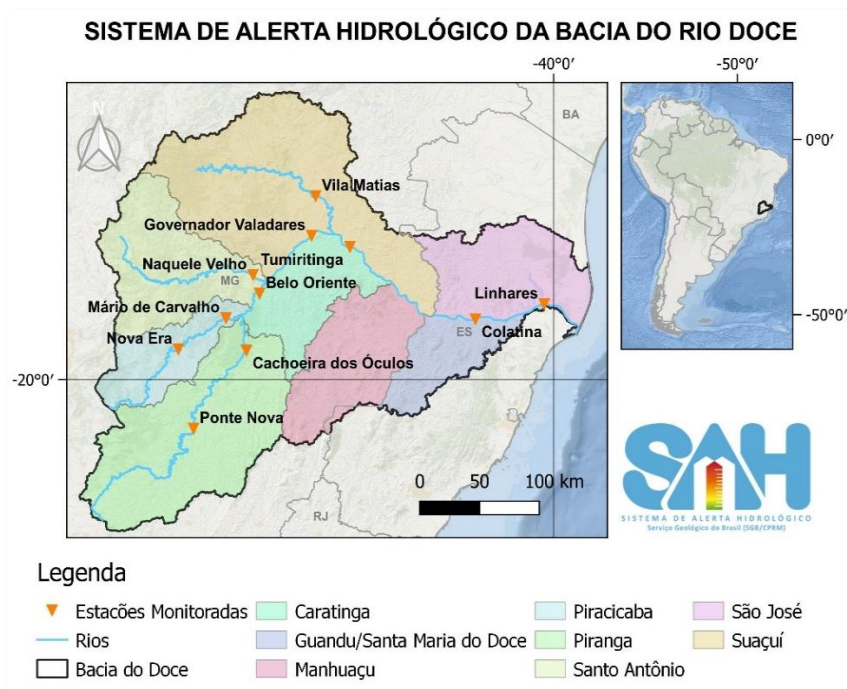 SISTEMA DE ALERTA HIDROLÓGICO DA BACIA DO RIO DOCE
-40°0'
-50°0'
N
BA
0°0'
Vila Matias
Governador Valadares
Naquele Velho
Tumiritinga
MG
Belo Oriente
Linhares
Mário de Carvalho
ES
Colatina
Nova Era
Cachoeira dos Óculos
-50°0'
-20°0'
Ponte Nova
0 50 100 km
RJ
SAH
SISTEMA DE ALERTA HIDROLÓGICO
Serviço Geológico do Brasil (SGB/CPRM)
Legenda
Estacões Monitoradas
Rios
Bacia do Doce
Caratinga
Guandu/Santa Maria do Doce
Manhuaçu
Piracicaba
Piranga
Santo Antônio
São José
Suaçuí